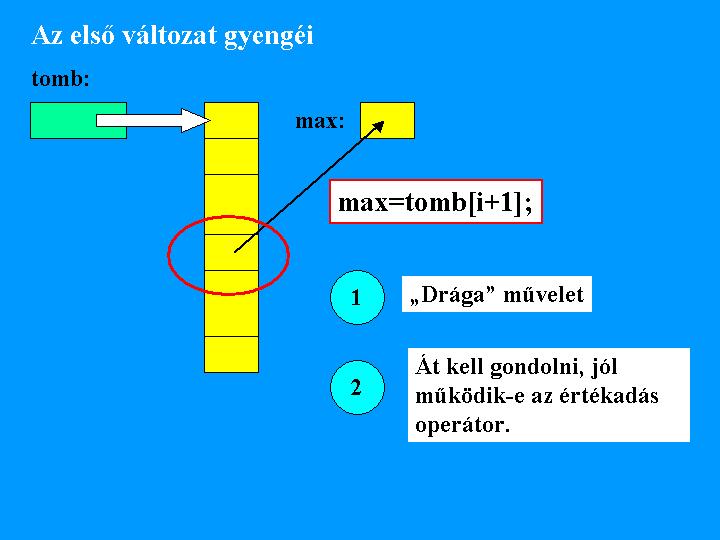 Az első változat gyengéi
tomb:
max:
max=tomb[i+1];
1
„Drága” művelet
2
Át kell gondolni, jól
működik-e az értékadás
operátor.